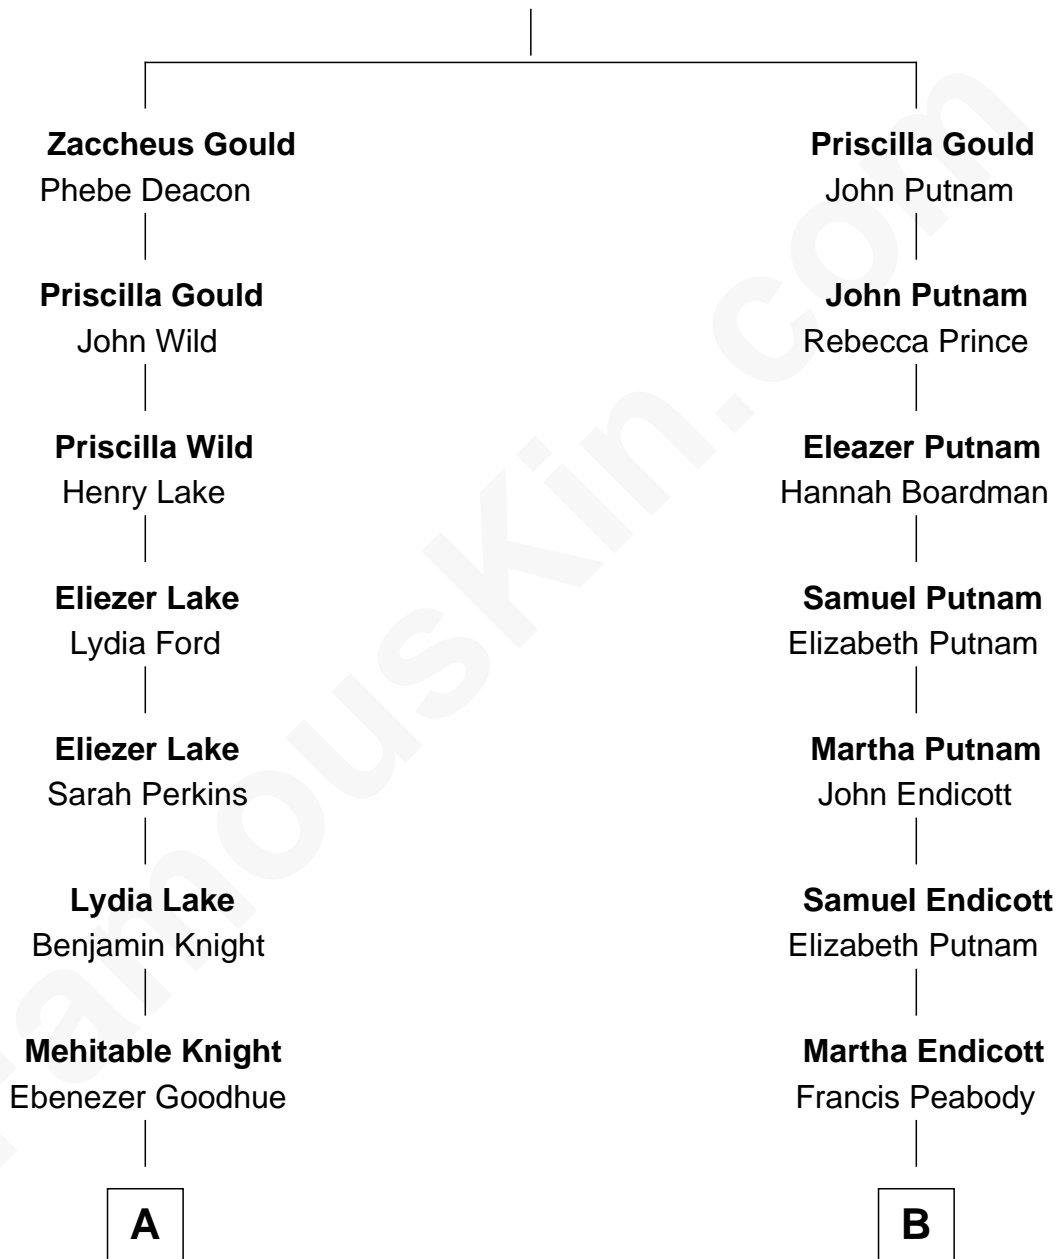 Zaccheus Gould
Phebe Deacon
Priscilla Gould
John Wild
Priscilla Wild
Henry Lake
Eliezer Lake
Lydia Ford
Eliezer Lake
Sarah Perkins
Lydia Lake
Benjamin Knight
Mehitable Knight
Ebenezer Goodhue
A
Priscilla Gould
John Putnam
John Putnam
Rebecca Prince
Eleazer Putnam
Hannah Boardman
Samuel Putnam
Elizabeth Putnam
Martha Putnam
John Endicott
Samuel Endicott
Elizabeth Putnam
Martha Endicott
Francis Peabody
B
FamousKin.com